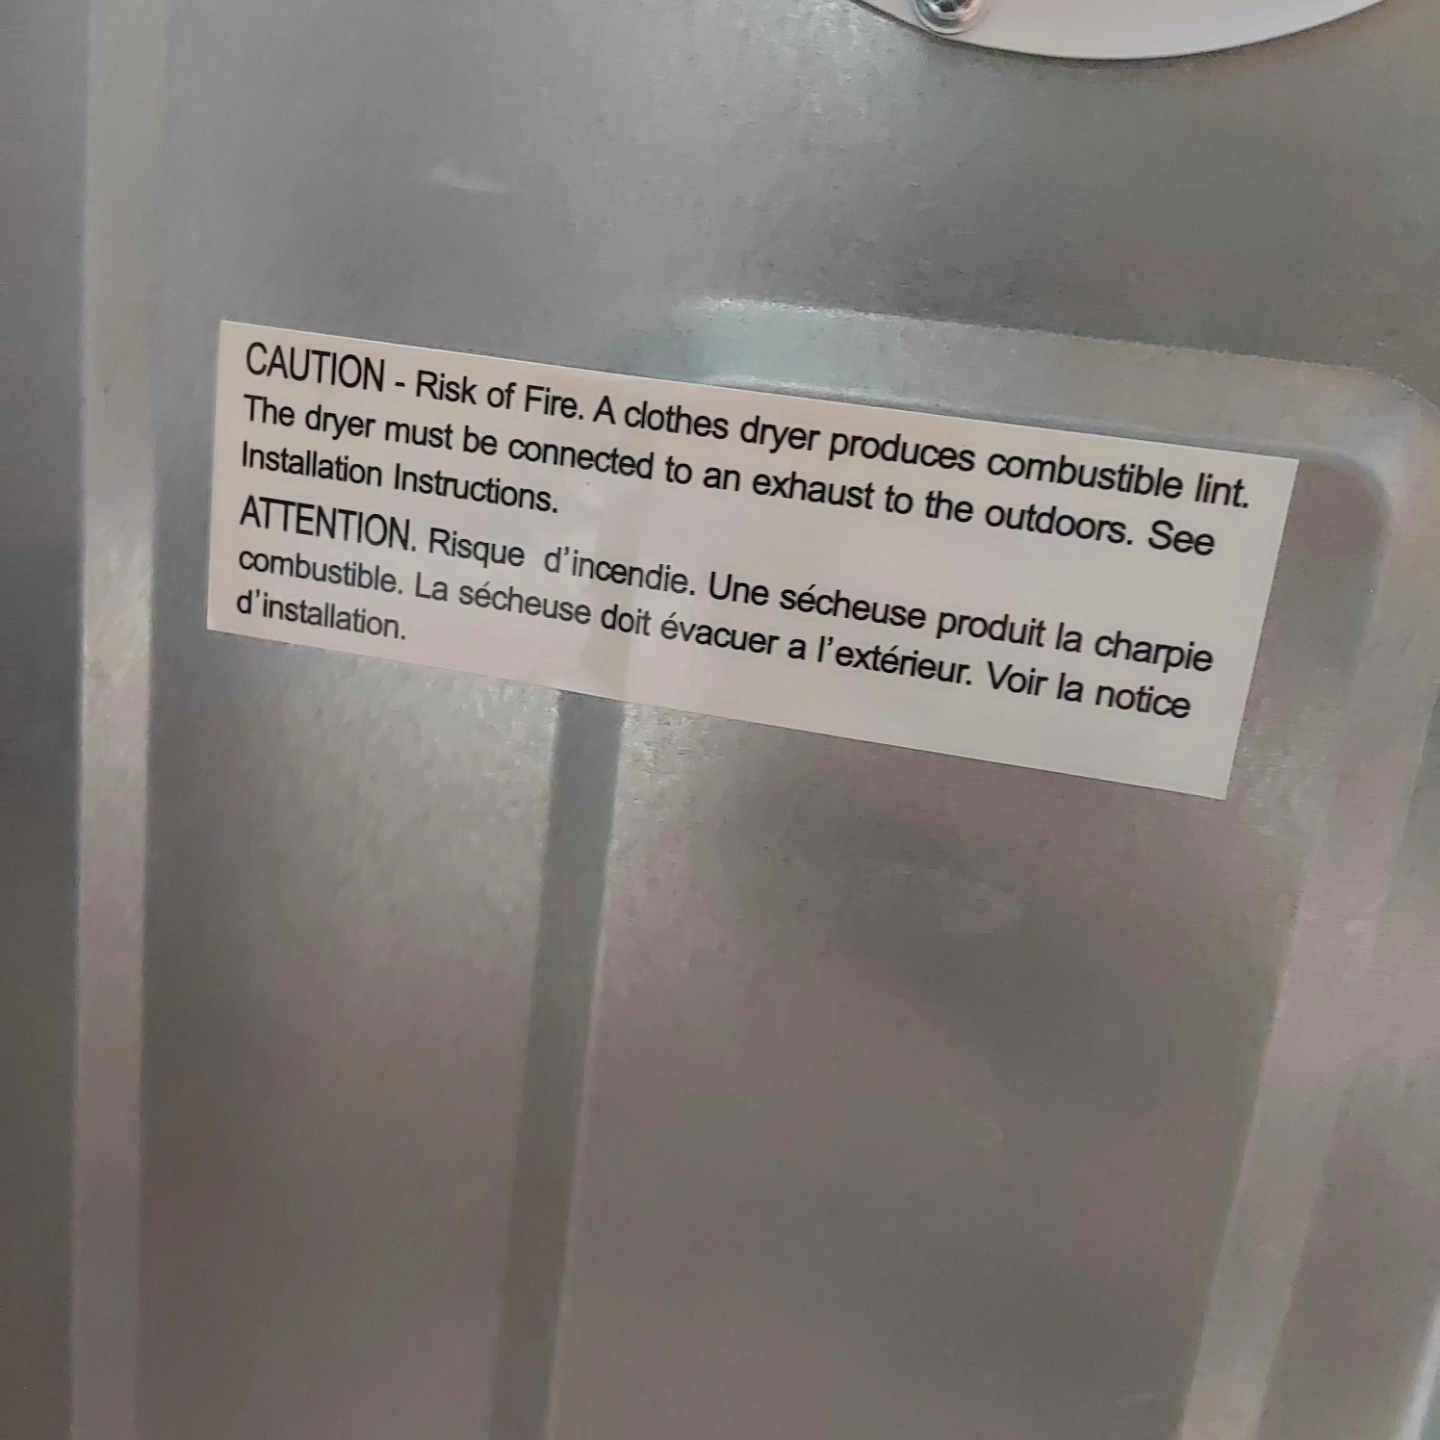 CAUTION - Risk of Fire. A clothes dryer produces combustible lint.
The dryer must be connected to an exhaust to the outdoors. See
Installation Instructions.
ATTENTION. Risque d'incendie. Une sécheuse produit la charpie
combustible. La sécheuse doit évacuer a l'extérieur. Voir la notice
d'installation.